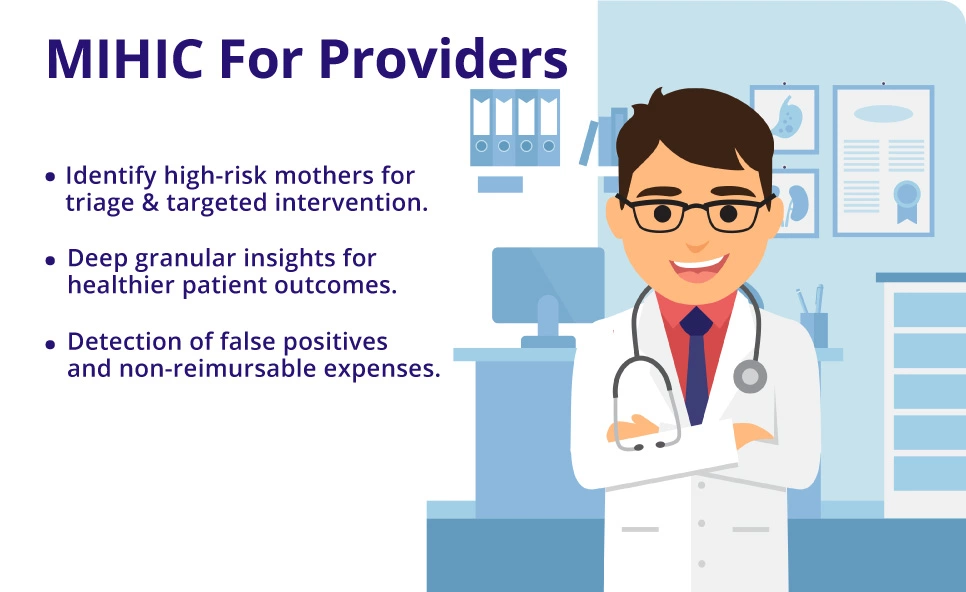 MIHIC For Providers
• Identify high-risk mothers for
triage & targeted intervention.
• Deep granular insights for
healthier patient outcomes.
• Detection of false positives
and non-reimursable expenses.